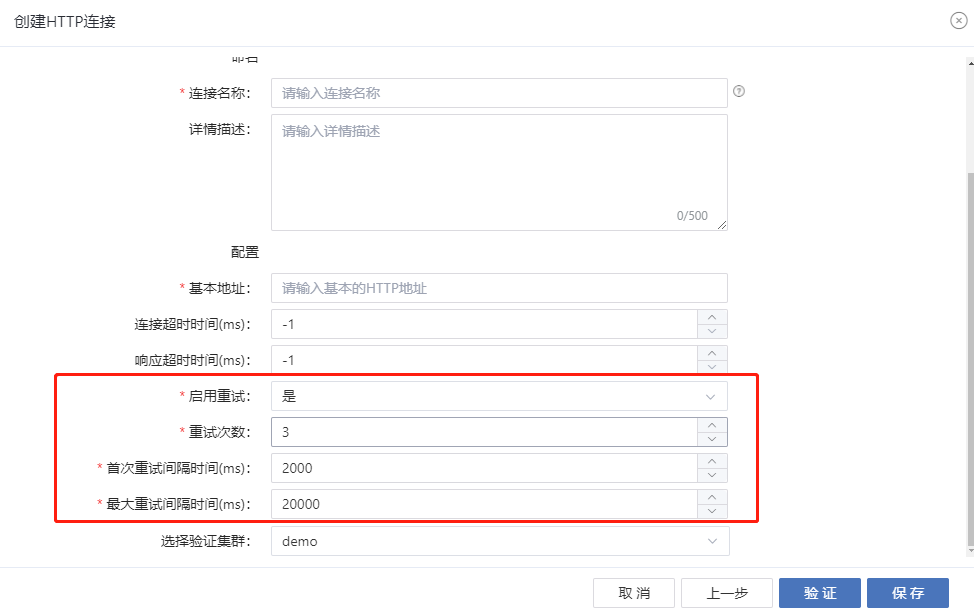 创建HTTP连接
命名
* 连接名称: 请输入连接名称
详情描述: 请输入详情描述
0/500
配置
* 基本地址: 请输入基本的HTTP地址
连接超时时间(ms): -1
响应超时时间(ms): -1
* 启用重试: 是
* 重试次数: 3
* 首次重试间隔时间(ms): 2000
* 最大重试间隔时间(ms): 20000
选择验证集群: demo
取 消 上一步 验 证 保 存